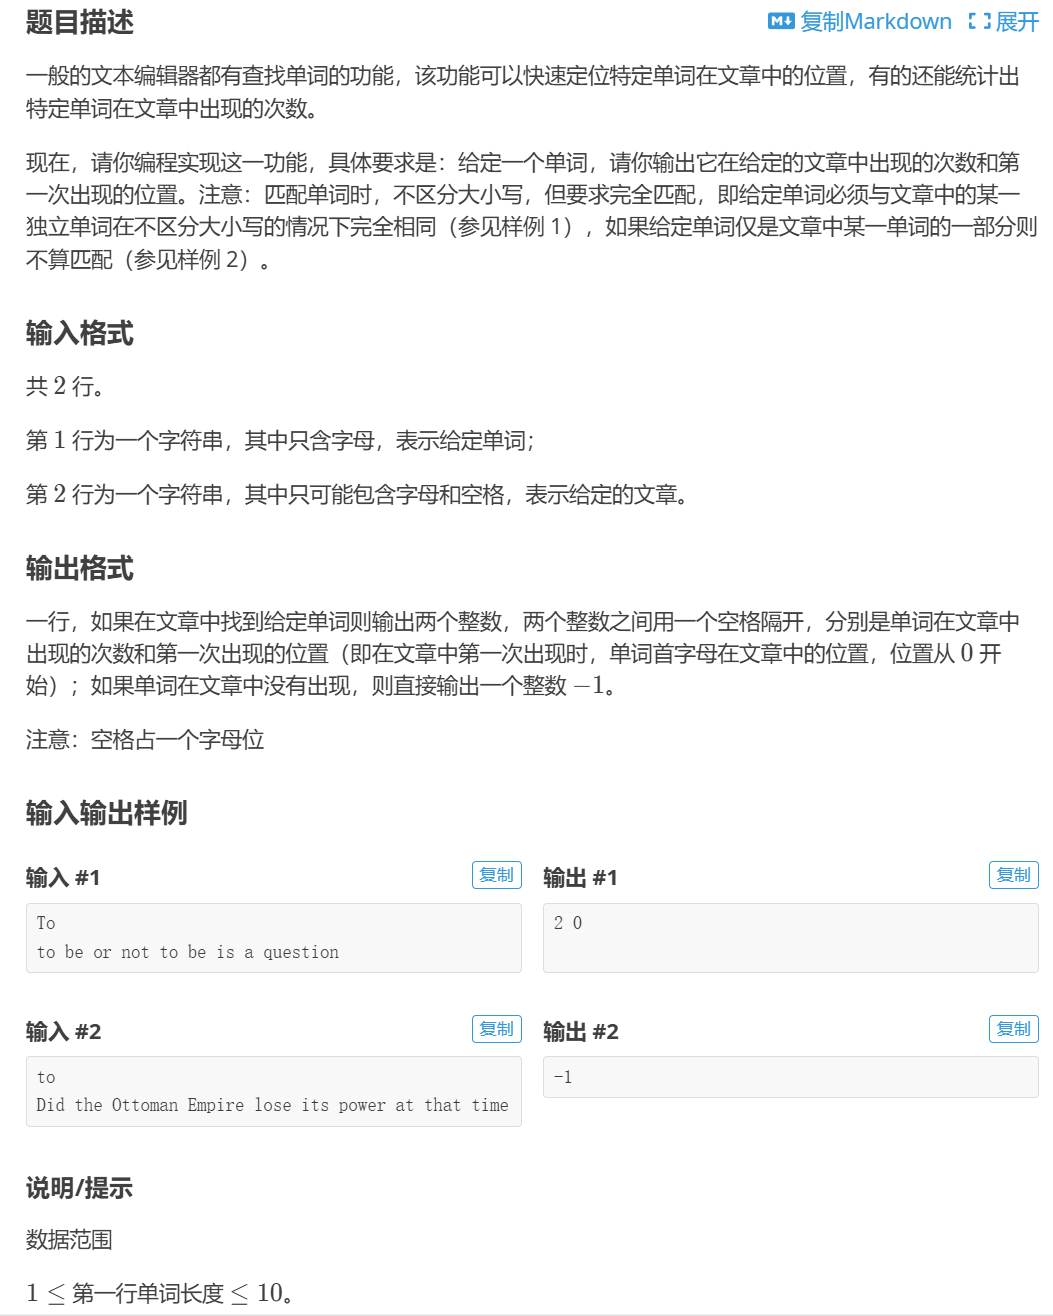 题目描述
复制Markdown 展开
一般的文本编辑器都有查找单词的功能，该功能可以快速定位特定单词在文章中的位置，有的还能统计出
特定单词在文章中出现的次数。
现在，请你编程实现这一功能，具体要求是：给定一个单词，请你输出它在给定的文章中出现的次数和第
一次出现的位置。注意：匹配单词时，不区分大小写，但要求完全匹配，即给定单词必须与文章中的某一
独立单词在不区分大小写的情况下完全相同（参见样例 1），如果给定单词仅是文章中某一单词的一部分则
不算匹配（参见样例 2）。
输入格式
共 2 行。
第 1 行为一个字符串，其中只含字母，表示给定单词；
第 2 行为一个字符串，其中只可能包含字母和空格，表示给定的文章。
输出格式
一行，如果在文章中找到给定单词则输出两个整数，两个整数之间用一个空格隔开，分别是单词在文章中
出现的次数和第一次出现的位置（即在文章中第一次出现时，单词首字母在文章中的位置，位置从 0 开
始）；如果单词在文章中没有出现，则直接输出一个整数 −1。
注意：空格占一个字母位
输入输出样例
输入 #1
复制
To
to be or not to be is a question
输出 #1
复制
2 0
输入 #2
复制
to
Did the Ottoman Empire lose its power at that time
输出 #2
复制
-1
说明/提示
数据范围
1 ≤ 第一行单词长度 ≤ 10。